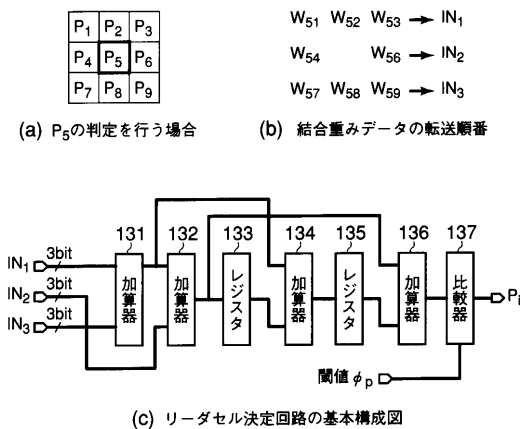 P1 P2 P3
P4 P5 P6
P7 P8 P9
(a) P5の判定を行う場合
W51 W52 W53 → IN1
W54 W56 → IN2
W57 W58 W59 → IN3
(b) 結合重みデータの転送順番
131 132 133 134 135 136 137
IN1 3bit
IN2 3bit
IN3 3bit
加算器
加算器
レジスタ
加算器
レジスタ
加算器
比較器
Pi
閾値 φp
(c) リーダセル決定回路の基本構成図